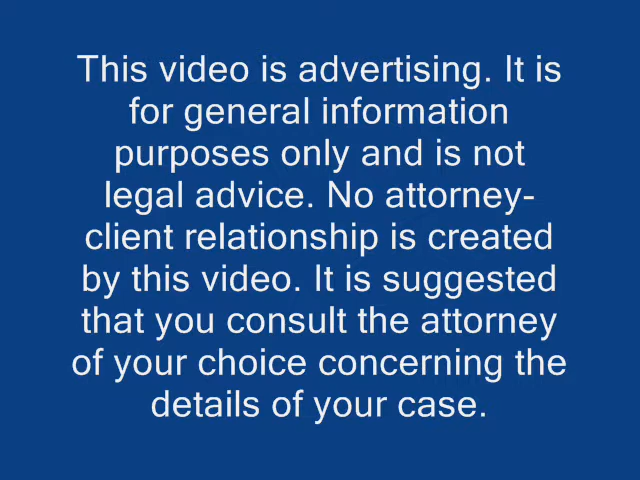 This video is advertising. It is
for general information
purposes only and is not
legal advice. No attorney-
client relationship is created
by this video. It is suggested
that you consult the attorney
of your choice concerning the
details of your case.